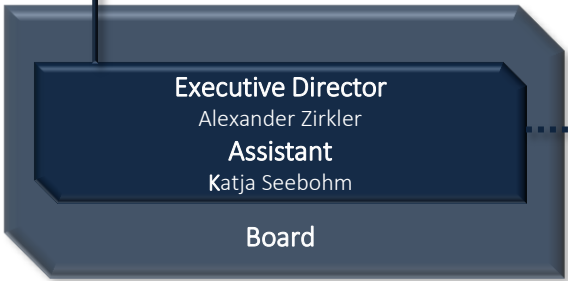 Executive Director
Alexander Zirkler
Assistant
Katja Seebohm
Board